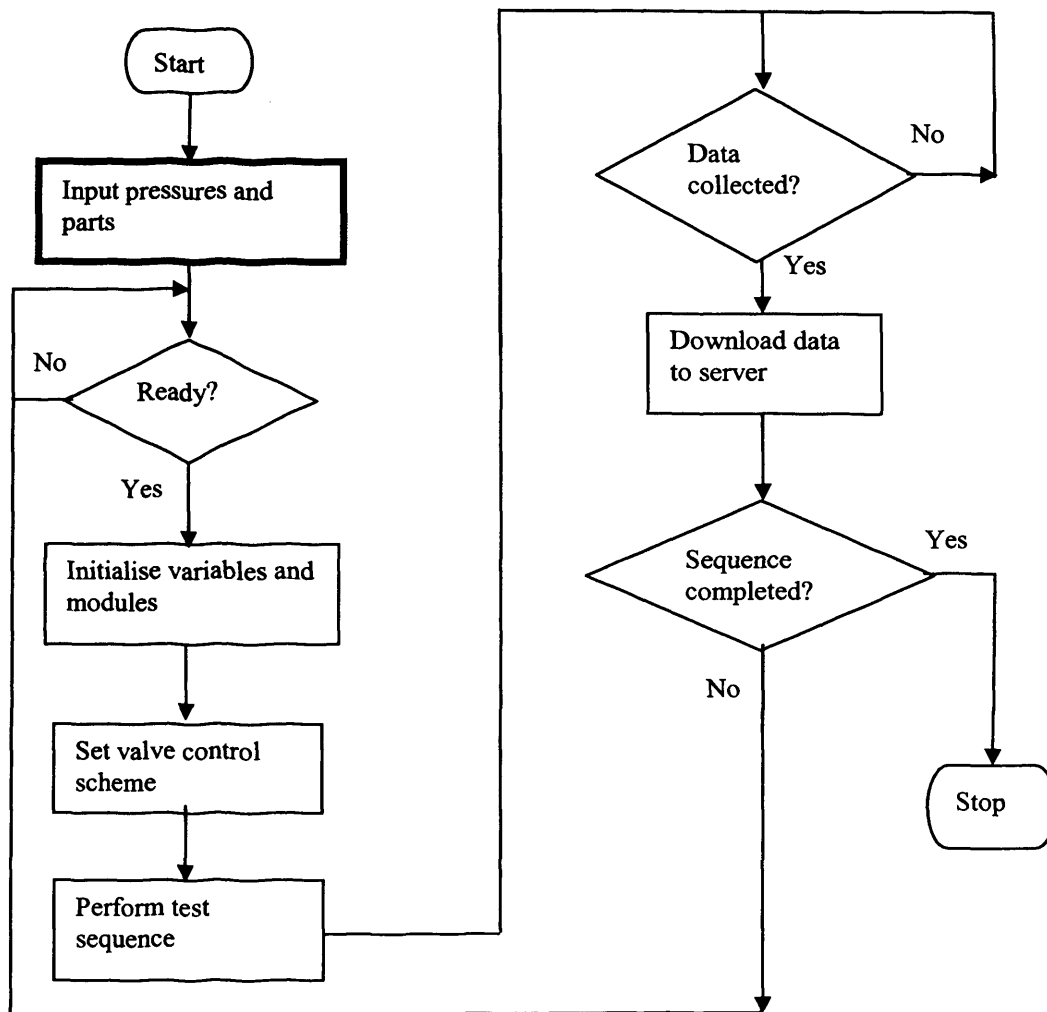 Start
Input pressures and
parts
No
Ready?
Yes
Initialise variables and
modules
Set valve control
scheme
Perform test
sequence
Data
collected?
No
Yes
Download data
to server
Sequence
completed?
Yes
No
Stop